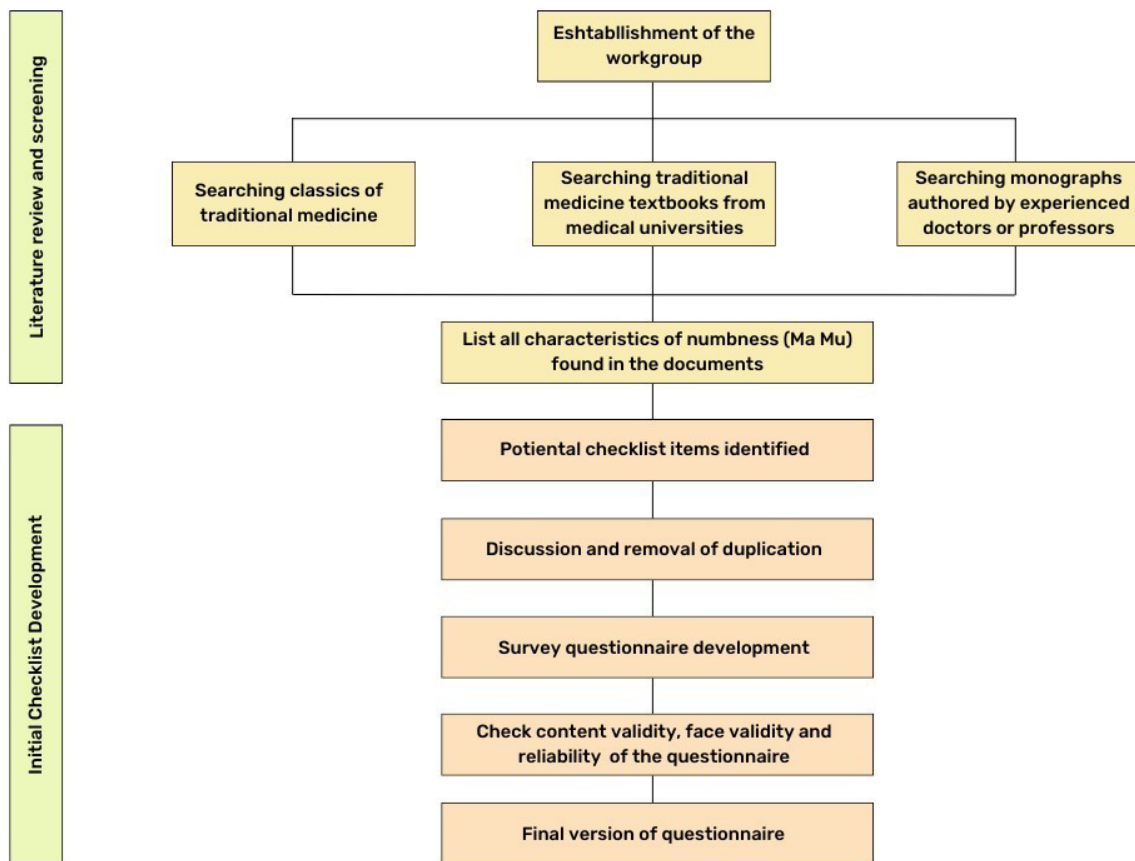 Literature review and screening
Eshtabllishment of the
workgroup
Searching classics of
traditional medicine
Searching traditional
medicine textbooks from
medical universities
Searching monographs
authored by experienced
doctors or professors
List all characteristics of numbness (Ma Mu)
found in the documents
Initial Checklist Development
Potiental checklist items identified
Discussion and removal of duplication
Survey questionnaire development
Check content validity, face validity and
reliability of the questionnaire
Final version of questionnaire